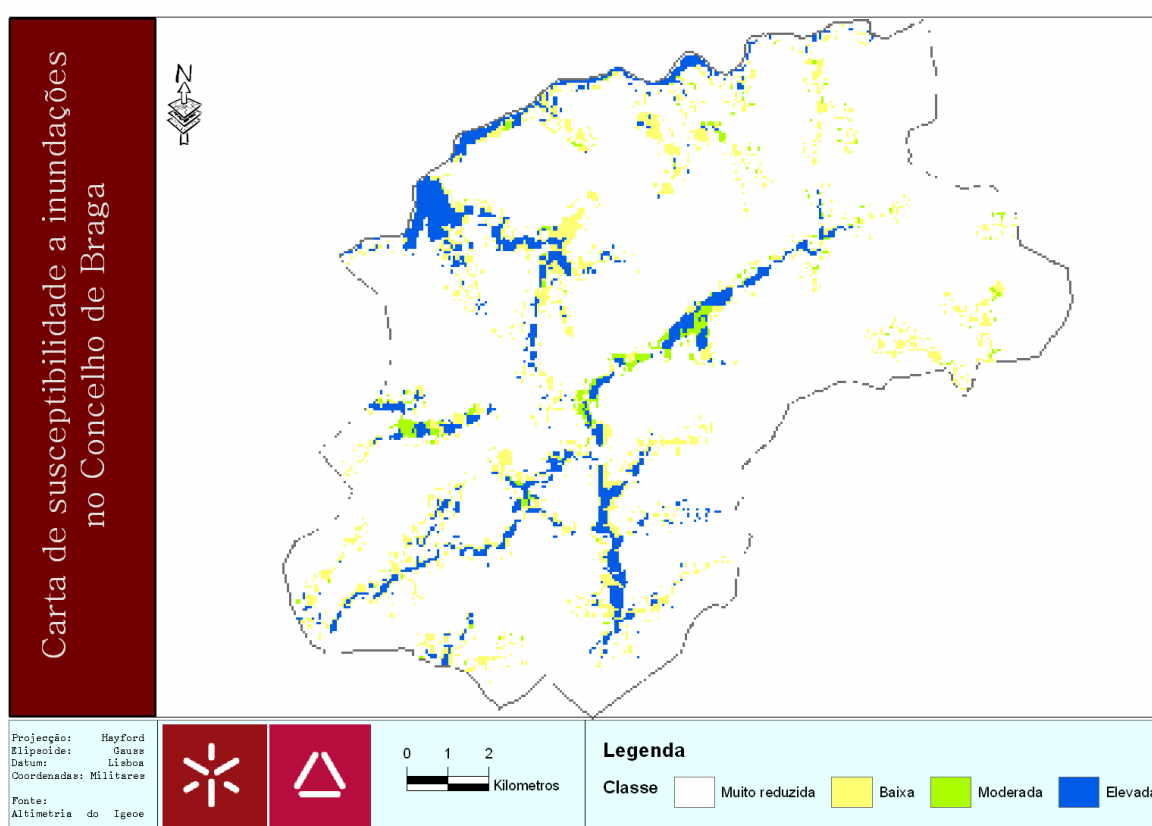 Carta de susceptibilidade a inundações
no Concelho de Braga
N
Projecção: Hayford
Elipsoide: Gauss
Datum: Lisboa
Coordenadas: Militares
Fonte:
Altimetria do Igeoe
0 1 2
Kilometros
Legenda
Classe Muito reduzida Baixa Moderada Elevada